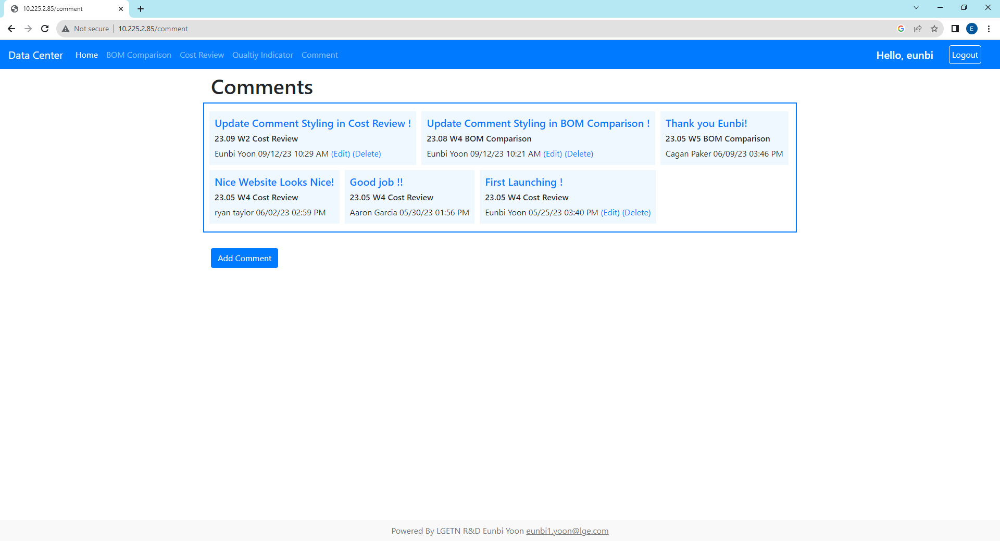 10.225.2.85/comment
Not secure | 10.225.2.85/comment
E
Data Center Home BOM Comparison Cost Review Qualtiy Indicator Comment Hello, eunbi Logout
Comments
Update Comment Styling in Cost Review !
23.09 W2 Cost Review
Eunbi Yoon 09/12/23 10:29 AM (Edit) (Delete)
Update Comment Styling in BOM Comparison !
23.08 W4 BOM Comparison
Eunbi Yoon 09/12/23 10:21 AM (Edit) (Delete)
Thank you Eunbi!
23.05 W5 BOM Comparison
Cagan Paker 06/09/23 03:46 PM
Nice Website Looks Nice!
23.05 W4 Cost Review
ryan taylor 06/02/23 02:59 PM
Good job !!
23.05 W4 Cost Review
Aaron Garcia 05/30/23 01:56 PM
First Launching !
23.05 W4 Cost Review
Eunbi Yoon 05/25/23 03:40 PM (Edit) (Delete)
Add Comment
Powered By LGETN R&D Eunbi Yoon eunbi1.yoon@lge.com